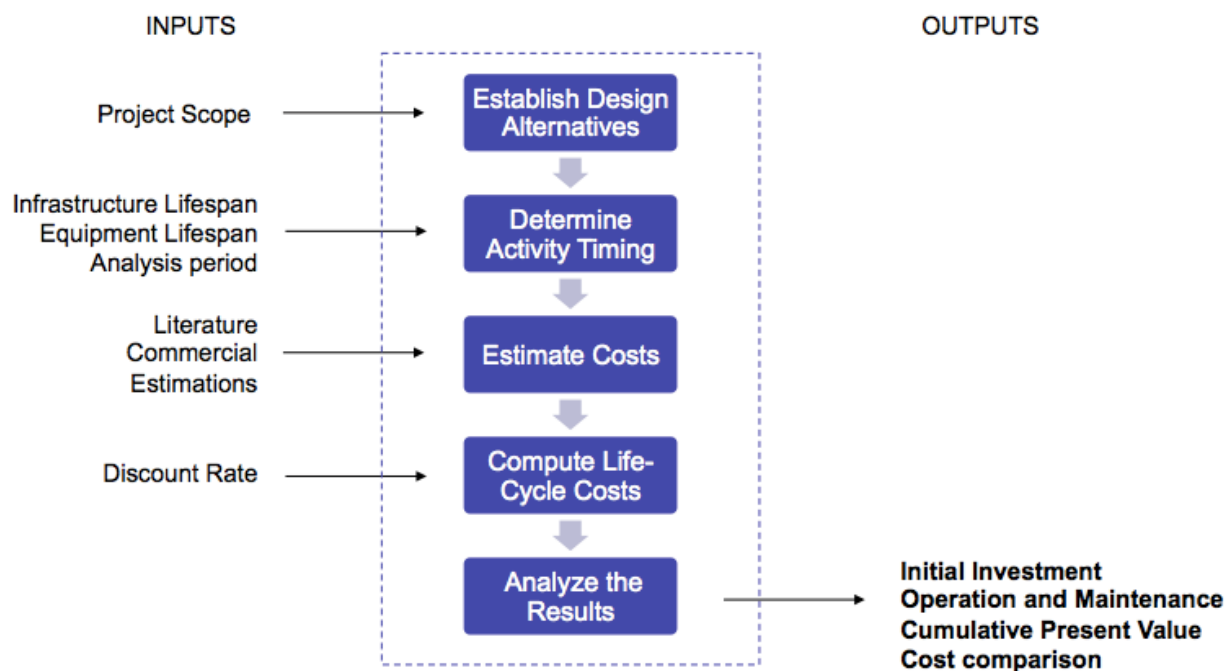 INPUTS
OUTPUTS
Project Scope
Establish Design
Alternatives
Infrastructure Lifespan
Equipment Lifespan
Analysis period
Determine
Activity Timing
Literature
Commercial
Estimations
Estimate Costs
Discount Rate
Compute Life-
Cycle Costs
Analyze the
Results
Initial Investment
Operation and Maintenance
Cumulative Present Value
Cost comparison